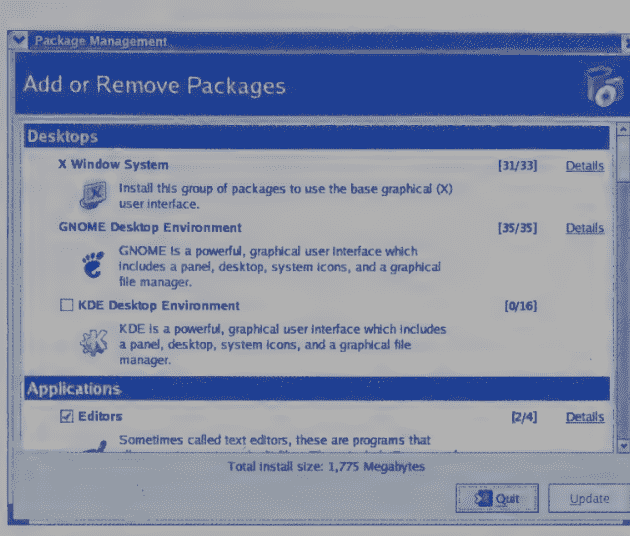 Package Management
Add or Remove Packages
Desktops
X Window System [31/33] Details
Install this group of packages to use the base graphical (X)
user interface.
GNOME Desktop Environment [35/35] Details
GNOME is a powerful, graphical user interface which
includes a panel, desktop, system icons, and a graphical
file manager.
KDE Desktop Environment [0/16]
KDE is a powerful, graphical user interface which includes
a panel, desktop, system icons, and a graphical file
manager.
Applications
Editors [2/4] Details
Sometimes called text editors, these are programs that
Total install size: 1,775 Megabytes
Quit Update